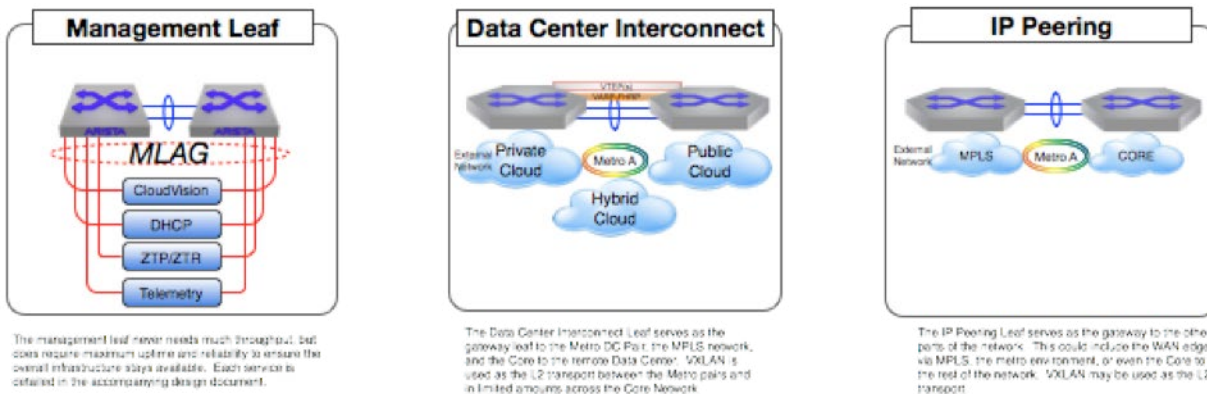 Management Leaf
ARISTA ARISTA
MLAG
CloudVision
DHCP
ZTP/ZTR
Telemetry
The management leaf never needs much throughput, but
does require maximum uptime and reliability to ensure the
overall infrastructure stays available. Each service is
detailed in the accompanying design document.
Data Center Interconnect
VTEP(s)
VARP FHRP
External
Network
Private
Cloud
Metro A
Public
Cloud
Hybrid
Cloud
The Data Center Interconnect Leaf serves as the
gateway leaf to the Metro DC Pair, the MPLS network,
and the Core to the remote Data Center. VXLAN is
used as the L2 transport between the Metro pairs and
in limited amounts across the Core Network
IP Peering
External
Network
MPLS
Metro A
CORE
The IP Peering Leaf serves as the gateway to the othe
parts of the network. This could include the WAN edge
via MPLS, the metro environment, or even the Core to
the rest of the network. VXLAN may be used as the L2
transport